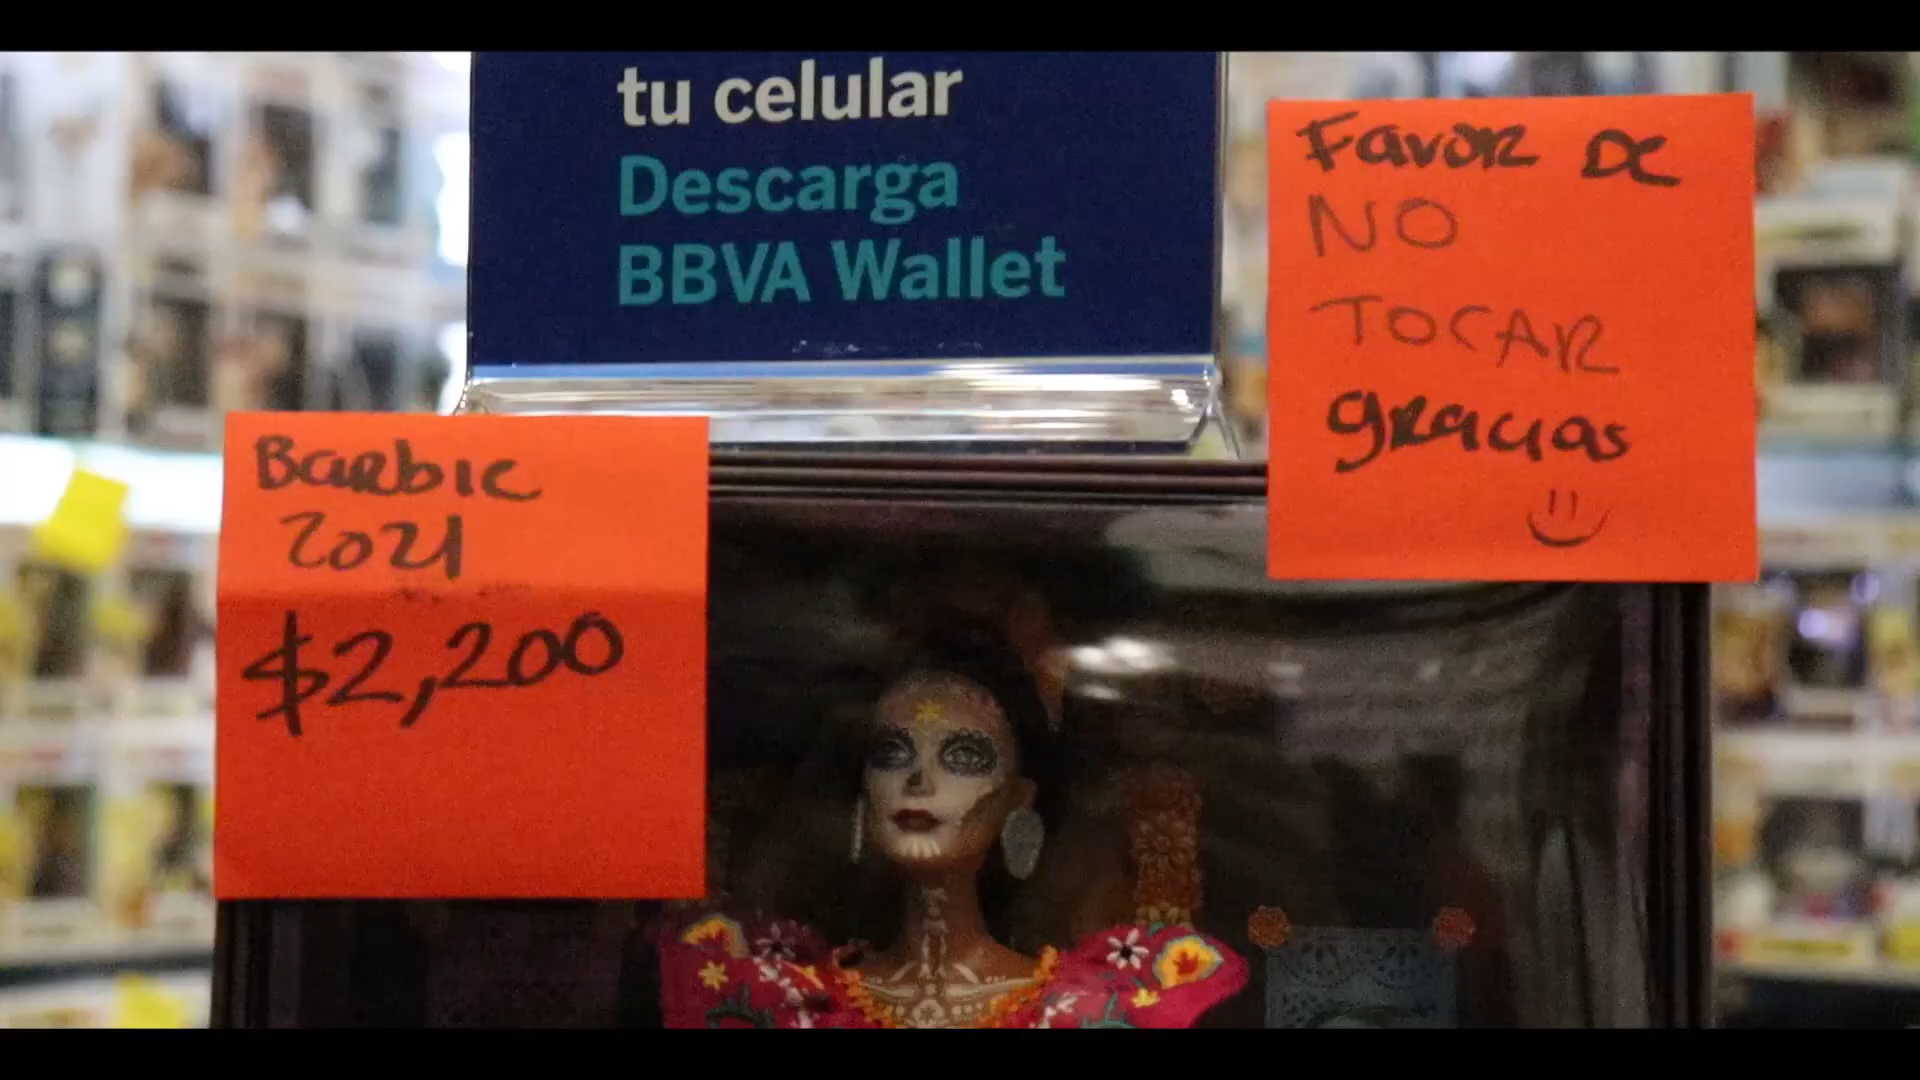 tu celular
Descarga
BBVA Wallet
Favor de
NO
TOCAR
gracias
Barbie
2021
$2,200